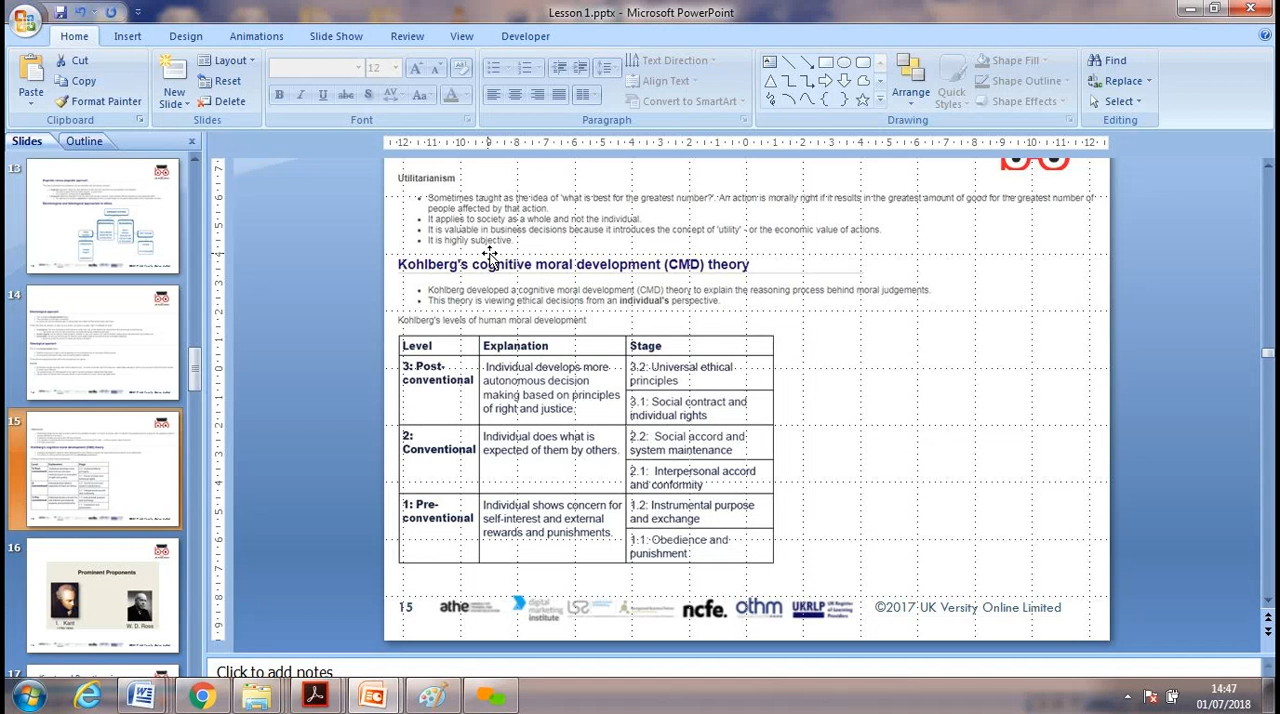 Lesson 1.pptx - Microsoft PowerPoint
Home Insert Design Animations Slide Show Review View Developer
Paste
Cut
Copy
Format Painter
Clipboard
New
Slide
Layout
Reset
Delete
Slides
12
Font
Text Direction
Align Text
Convert to SmartArt
Paragraph
Arrange
Quick
Styles
Shape Fill
Shape Outline
Shape Effects
Drawing
Find
Replace
Select
Editing
Slides Outline
13
14
15
16
Prominent Proponents
I. Kant
W. D. Ross
17
Utilitarianism
Sometimes taught as the idea of 'what is best for the greatest number?'. An action is morally right if it results in the greatest amount of good for the greatest number of
people affected by that action.
It applies to society as a whole and not the individual.
It is valuable in business decisions because it introduces the concept of 'utility' - or the economic value of actions.
It is highly subjective.
Kohlberg's cognitive moral development (CMD) theory
Kohlberg developed a cognitive moral development (CMD) theory to explain the reasoning process behind moral judgements.
This theory is viewing ethical decisions from an individual's perspective.
Kohlberg's levels of human moral development
Level Explanation Stage
3: Post-
conventional
Individual develops more
autonomous decision
making based on principles
of right and justice.
3.2: Universal ethical
principles
3.1: Social contract and
individual rights
2:
Conventional
Individual does what is
expected of them by others.
2.2: Social accord and
system maintenance
2.1: Interpersonal accord
and conformity
1: Pre-
conventional
Individual shows concern for
self-interest and external
rewards and punishments.
1.2: Instrumental purpose
and exchange
1.1: Obedience and
punishment
15 athe digital marketing institute ncfe. othm UKRLP ©2017 UK Versity Online Limited
Click to add notes
14:47
01/07/2018